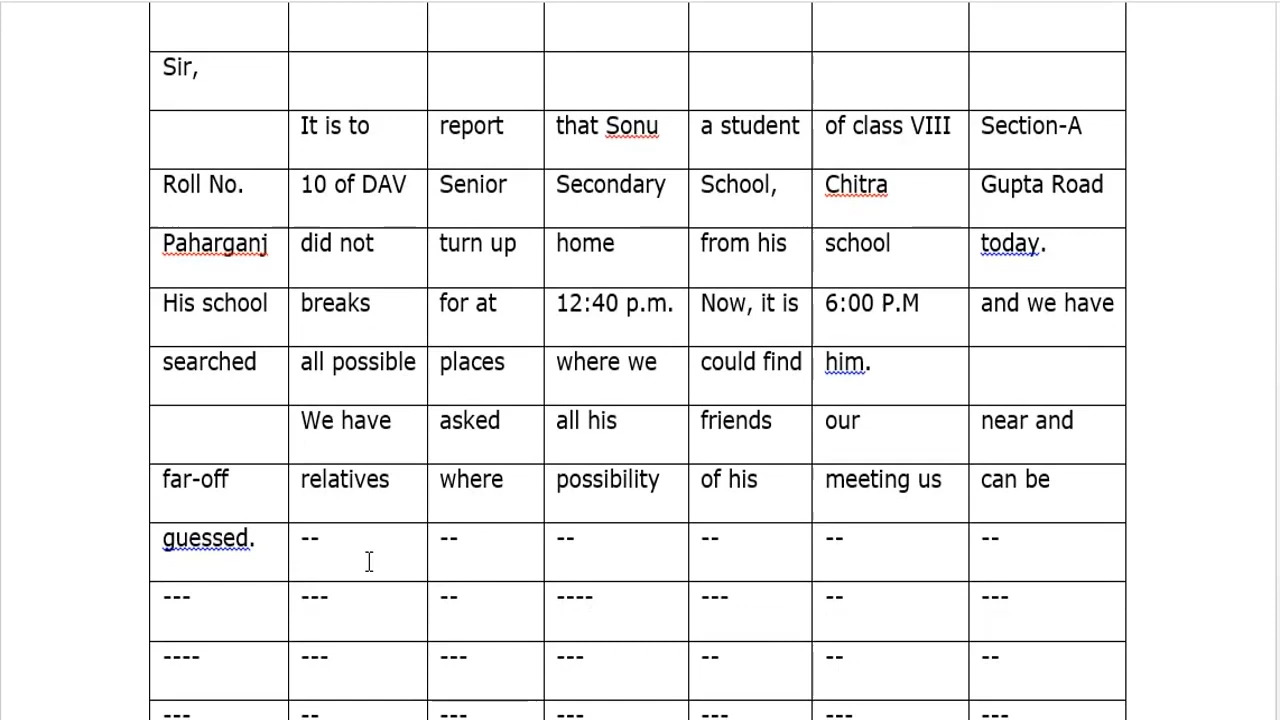 Sir,
It is to report that Sonu a student of class VIII Section-A
Roll No. 10 of DAV Senior Secondary School, Chitra Gupta Road
Paharganj did not turn up home from his school today.
His school breaks for at 12:40 p.m. Now, it is 6:00 P.M and we have
searched all possible places where we could find him.
We have asked all his friends our near and
far-off relatives where possibility of his meeting us can be
guessed. -- -- -- -- -- --
--- --- -- ---- --- -- ---
---- --- --- --- -- -- --
--- -- --- --- --- --- ---